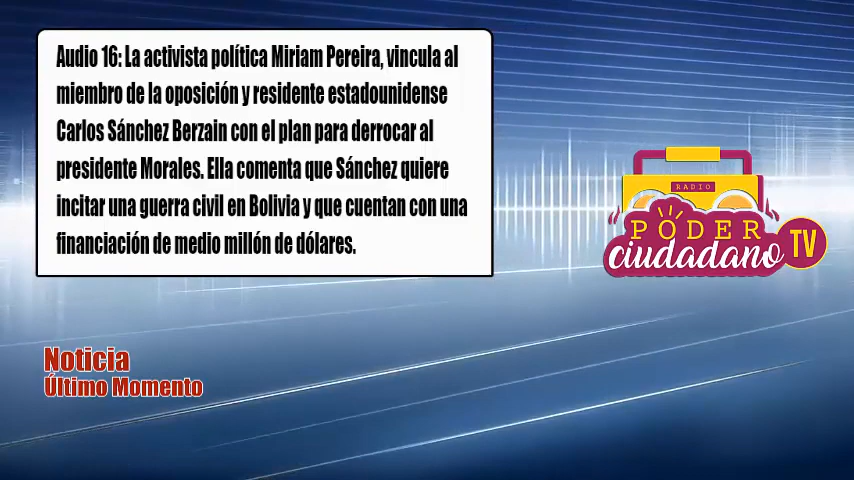 Audio 16: La activista política Miriam Pereira, vincula al
miembro de la oposición y residente estadounidense
Carlos Sánchez Berzain con el plan para derrocar al
presidente Morales. Ella comenta que Sánchez quiere
incitar una guerra civil en Bolivia y que cuentan con una
financiación de medio millón de dólares.
RADIO
PODER
ciudadano
TV
Noticia
Último Momento